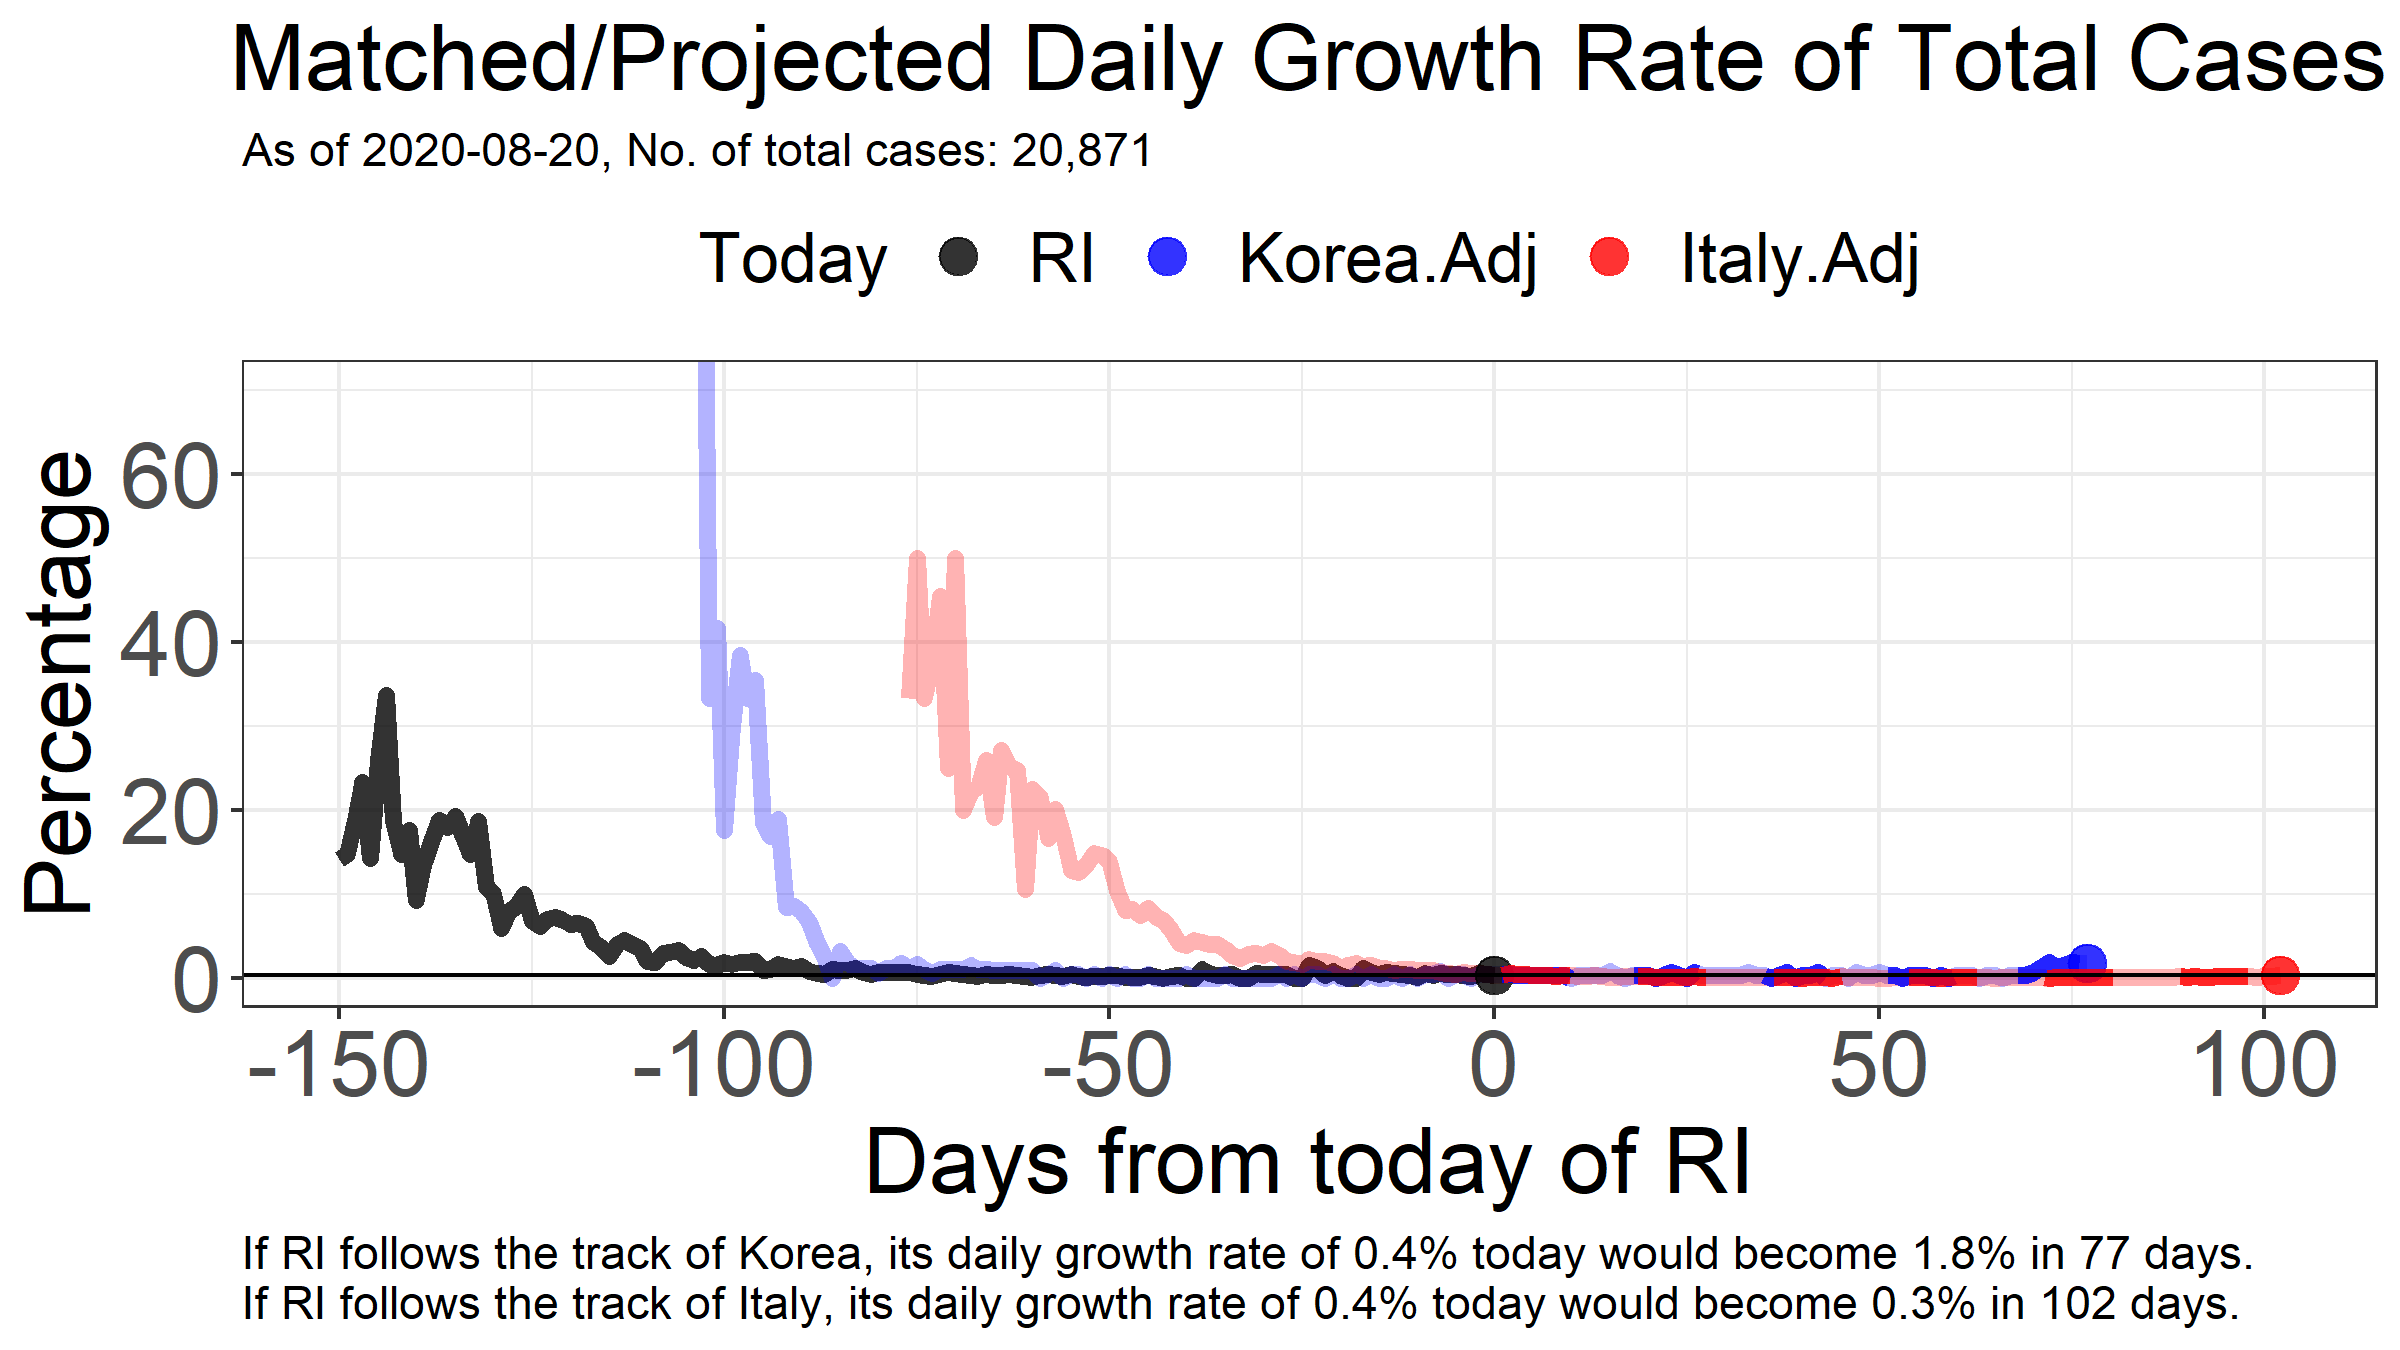 Matched/Projected Daily Growth Rate of Total Cases
As of 2020-08-20, No. of total cases: 20,871
Today RI Korea.Adj Italy.Adj
Percentage
60
40
20
0
-150 -100 -50 0 50 100
Days from today of RI
If RI follows the track of Korea, its daily growth rate of 0.4% today would become 1.8% in 77 days.
If RI follows the track of Italy, its daily growth rate of 0.4% today would become 0.3% in 102 days.